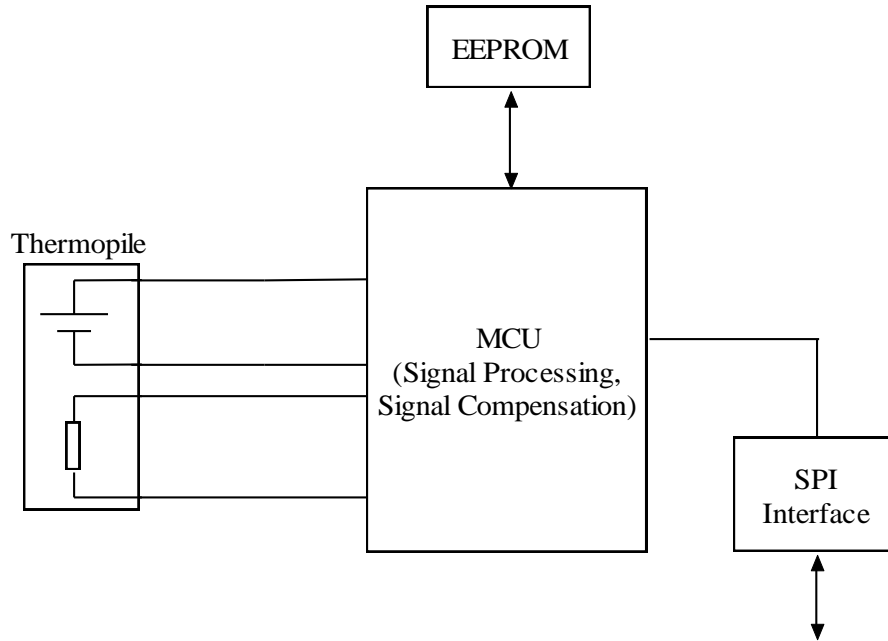 EEPROM
Thermopile
MCU
(Signal Processing,
Signal Compensation)
SPI
Interface